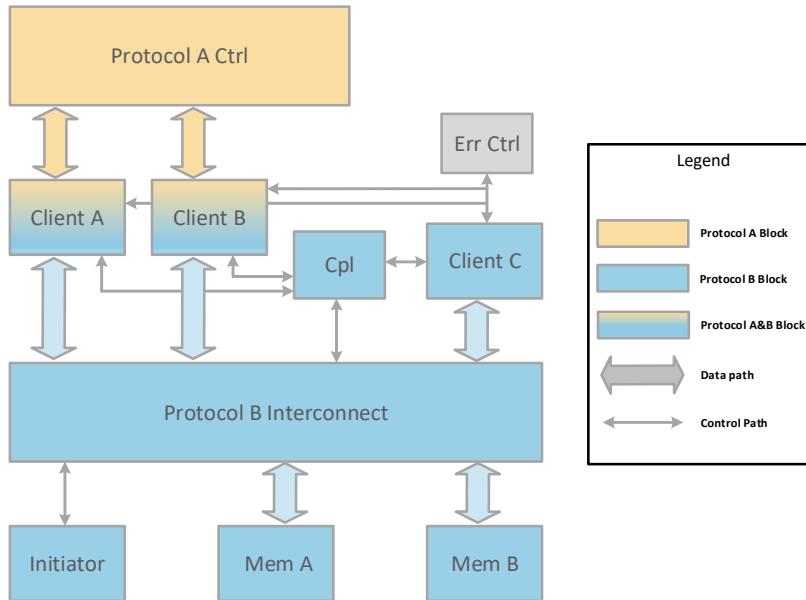 Protocol A Ctrl
Err Ctrl
Legend
Client A
Client B
Protocol A Block
Cpl
Client C
Protocol B Block
Protocol A&B Block
Data path
Protocol B Interconnect
Control Path
Initiator
Mem A
Mem B